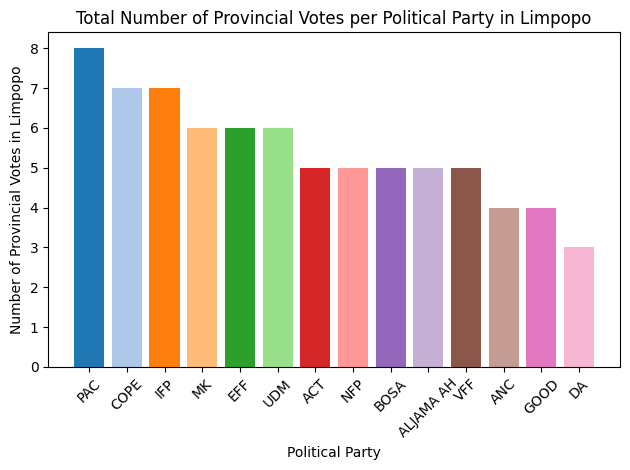 Total Number of Provincial Votes per Political Party in Limpopo
Number of Provincial Votes in Limpopo
8
7
6
5
4
3
2
1
0
PAC
COPE
IFP
MK
EFF
UDM
ACT
NFP
BOSA
ALJAMA AH
VFF
ANC
GOOD
DA
Political Party